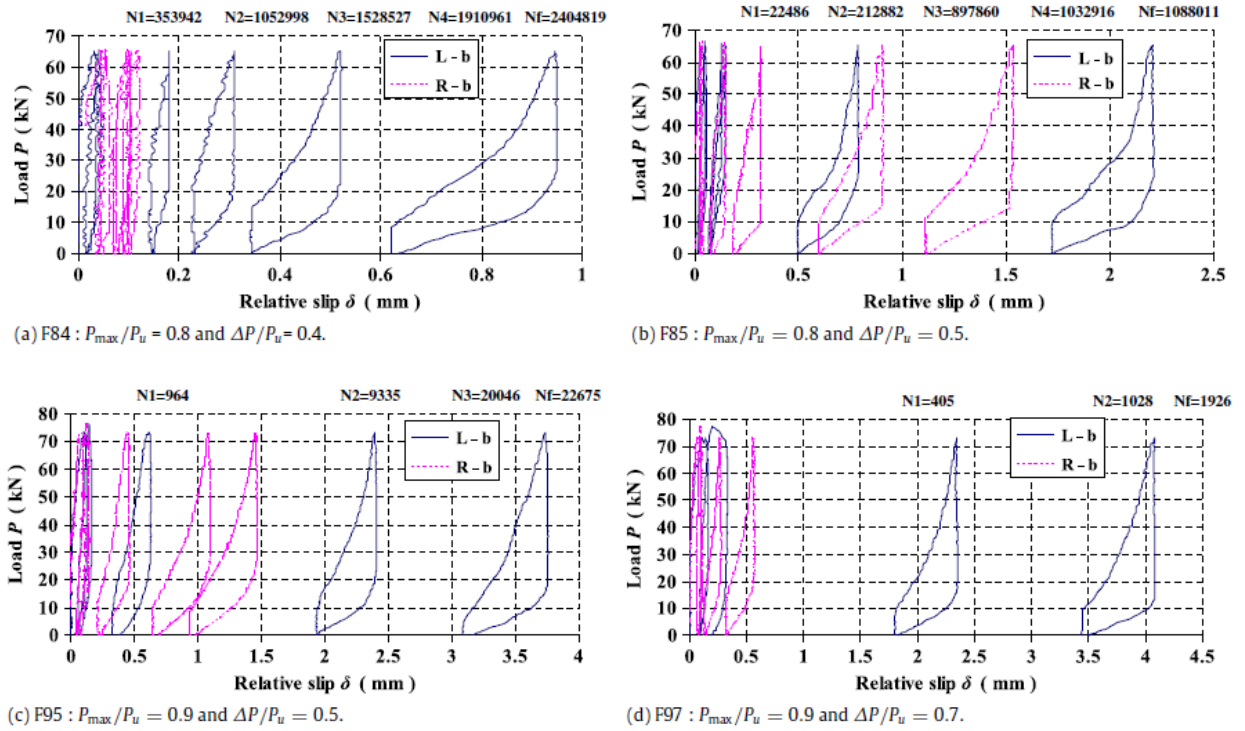 N1=353942 N2=1052998 N3=1528527 N4=1910961 Nf=2404819
70
60
50
40
30
20
10
0
Load P ( kN )
L - b
R - b
0 0.2 0.4 0.6 0.8 1
Relative slip δ ( mm )
(a) F84 : Pmax/Pu = 0.8 and ΔP/Pu = 0.4.
N1=22486 N2=212882 N3=897860 N4=1032916 Nf=1088011
70
60
50
40
30
20
10
0
Load P ( kN )
L - b
R - b
0 0.5 1 1.5 2 2.5
Relative slip δ ( mm )
(b) F85 : Pmax/Pu = 0.8 and ΔP/Pu = 0.5.
N1=964 N2=9335 N3=20046 Nf=22675
80
70
60
50
40
30
20
10
0
Load P ( kN )
L - b
R - b
0 0.5 1 1.5 2 2.5 3 3.5 4
Relative slip δ ( mm )
(c) F95 : Pmax/Pu = 0.9 and ΔP/Pu = 0.5.
N1=405 N2=1028 Nf=1926
80
70
60
50
40
30
20
10
0
Load P ( kN )
L - b
R - b
0 0.5 1 1.5 2 2.5 3 3.5 4 4.5
Relative slip δ ( mm )
(d) F97 : Pmax/Pu = 0.9 and ΔP/Pu = 0.7.